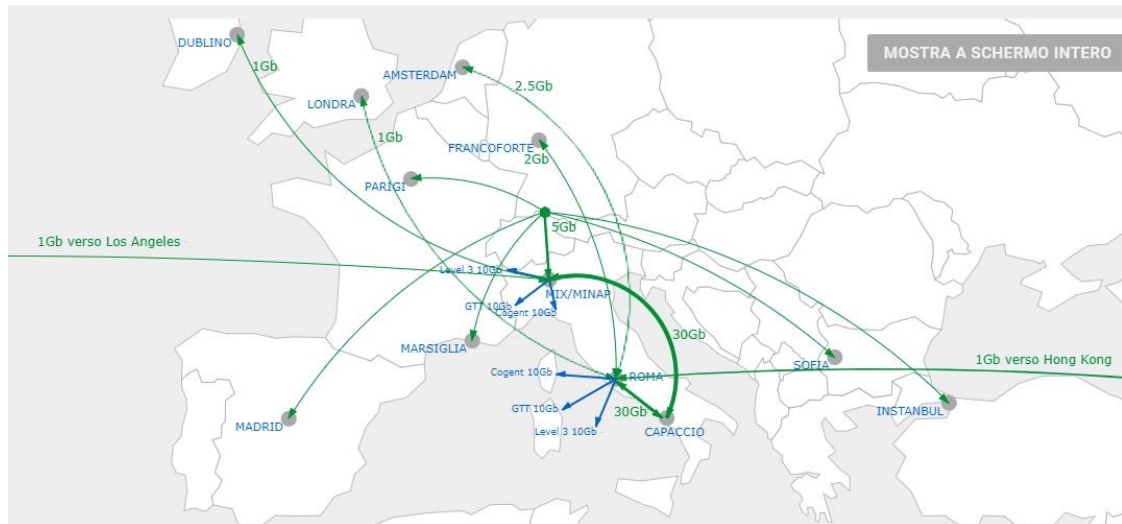 DUBLINO
MOSTRA A SCHERMO INTERO
1Gb
AMSTERDAM
2.5Gb
LONDRA
1Gb
FRANCOFORTE
2Gb
PARIGI
5Gb
1Gb verso Los Angeles
Level 3 10Gb
MIX/MINAP
GTT 10Gb
Cogent 10Gb
30Gb
MARSIGLIA
SOFIA
1Gb verso Hong Kong
Cogent 10Gb
ROMA
GTT 10Gb
30Gb
INSTANBUL
MADRID
Level 3 10Gb
CAPACCIO